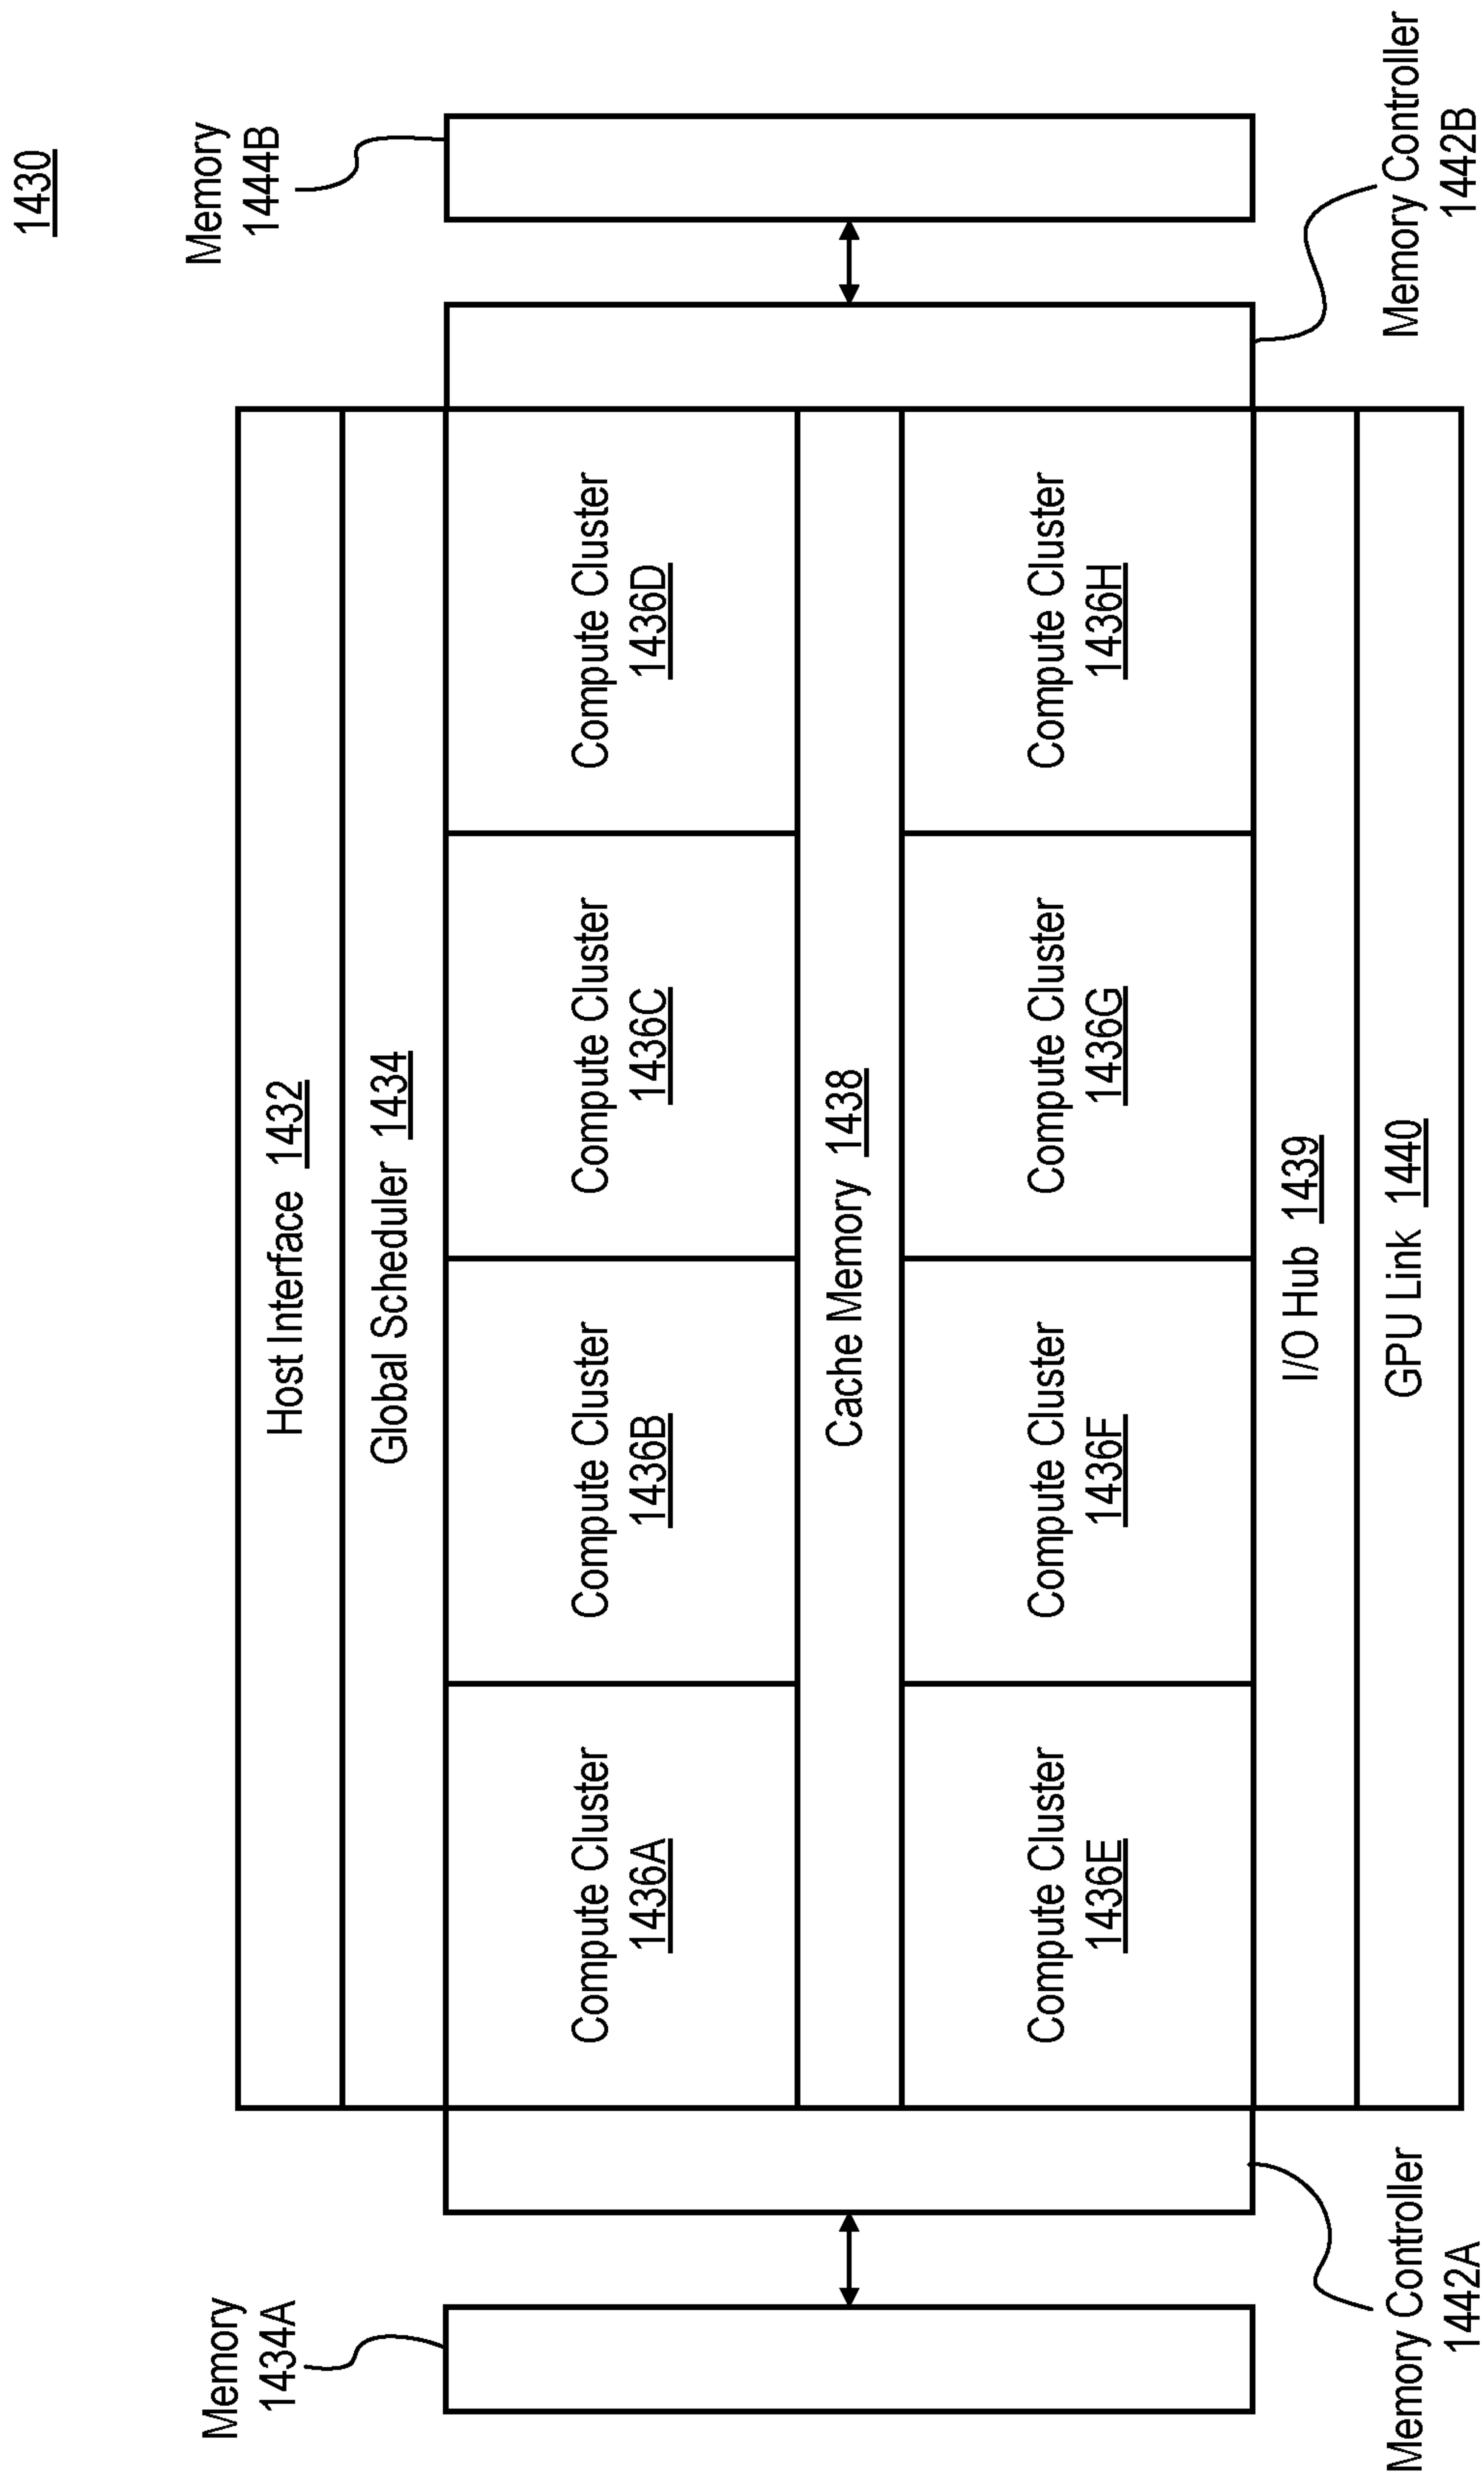 1430
Memory
1444B
Host Interface 1432
Global Scheduler 1434
Compute Cluster
1436A
Compute Cluster
1436B
Compute Cluster
1436C
Compute Cluster
1436D
Cache Memory 1438
Compute Cluster
1436E
Compute Cluster
1436F
Compute Cluster
1436G
Compute Cluster
1436H
I/O Hub 1439
GPU Link 1440
Memory
1434A
Memory Controller
1442A
Memory Controller
1442B